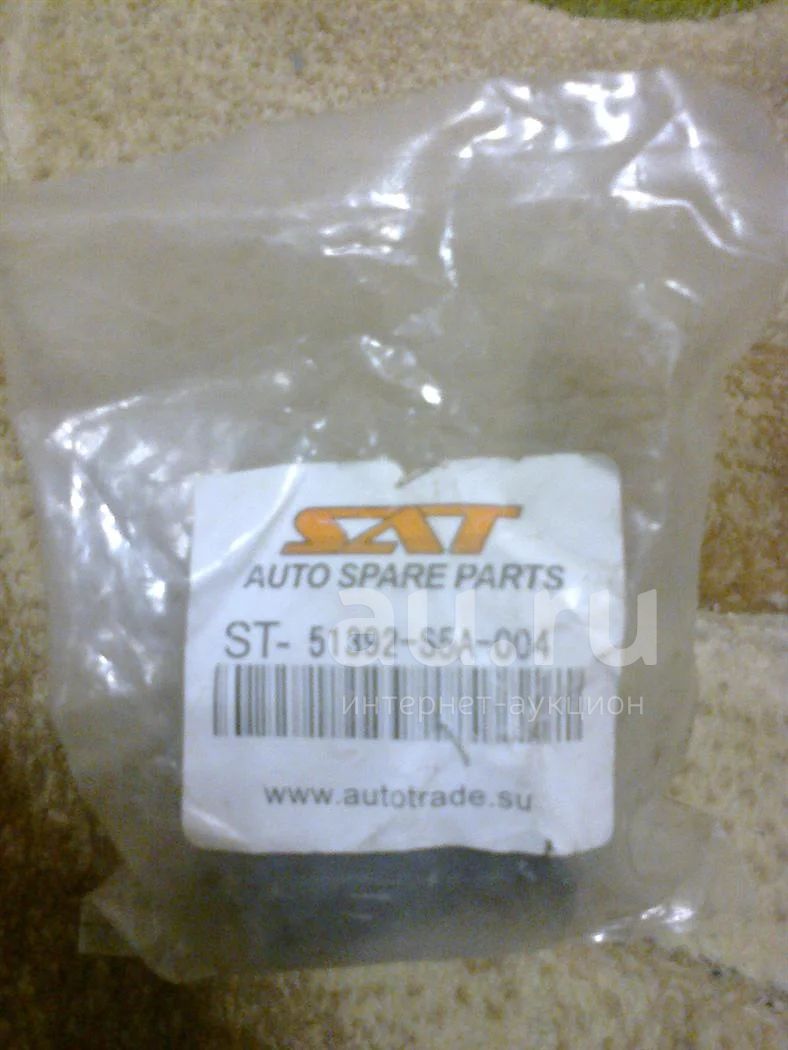 SAT
AUTO SPARE PARTS
ST- 51392-S5A-004
au.ru
интернет-аукцион
www.autotrade.su